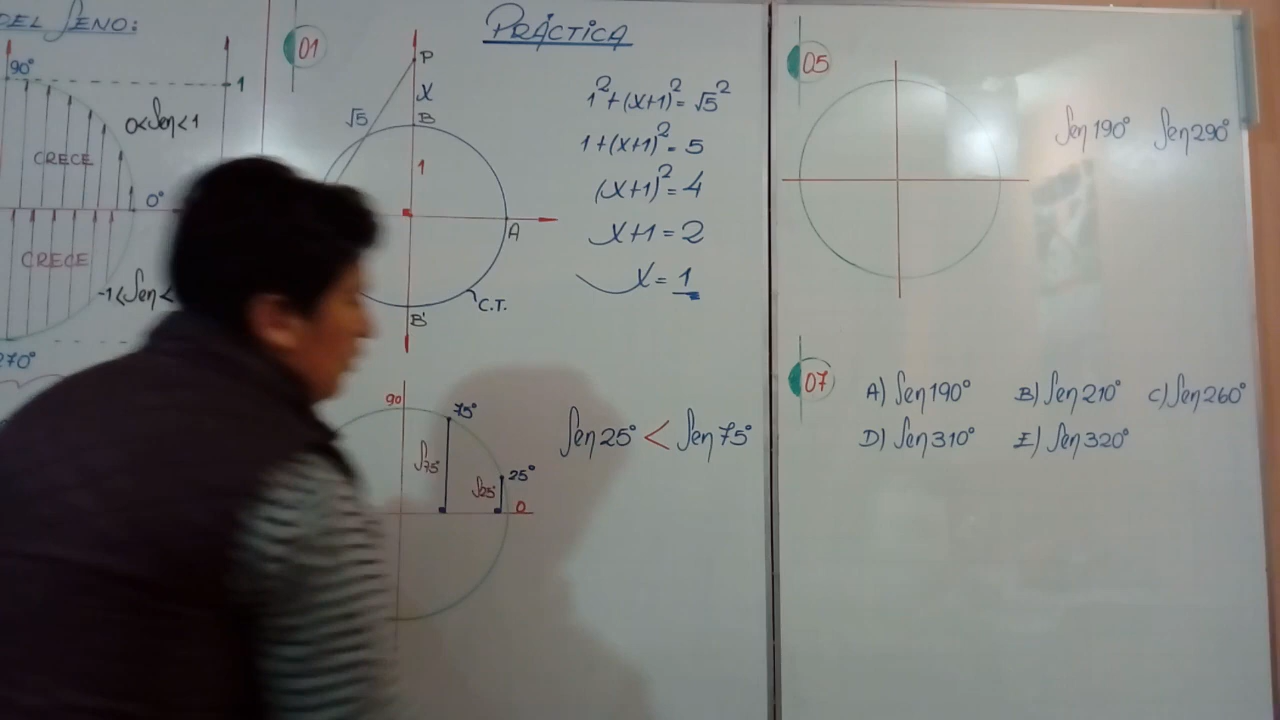 DEL SENO:
90°
1
0<Sen<1
CRECE
0°
CRECE
-1<Sen<
270°
PRÁCTICA
01
P
X
√5
B
1
A
B'
C.T.
1²+(x+1)²=√5²
1+(x+1)²=5
(x+1)²=4
x+1=2
x=1
90
75°
S75°
25°
S25°
0
Sen25° < Sen75°
05
Sen190° Sen290°
07
A) Sen190° B) Sen210° C) Sen260°
D) Sen310° E) Sen320°